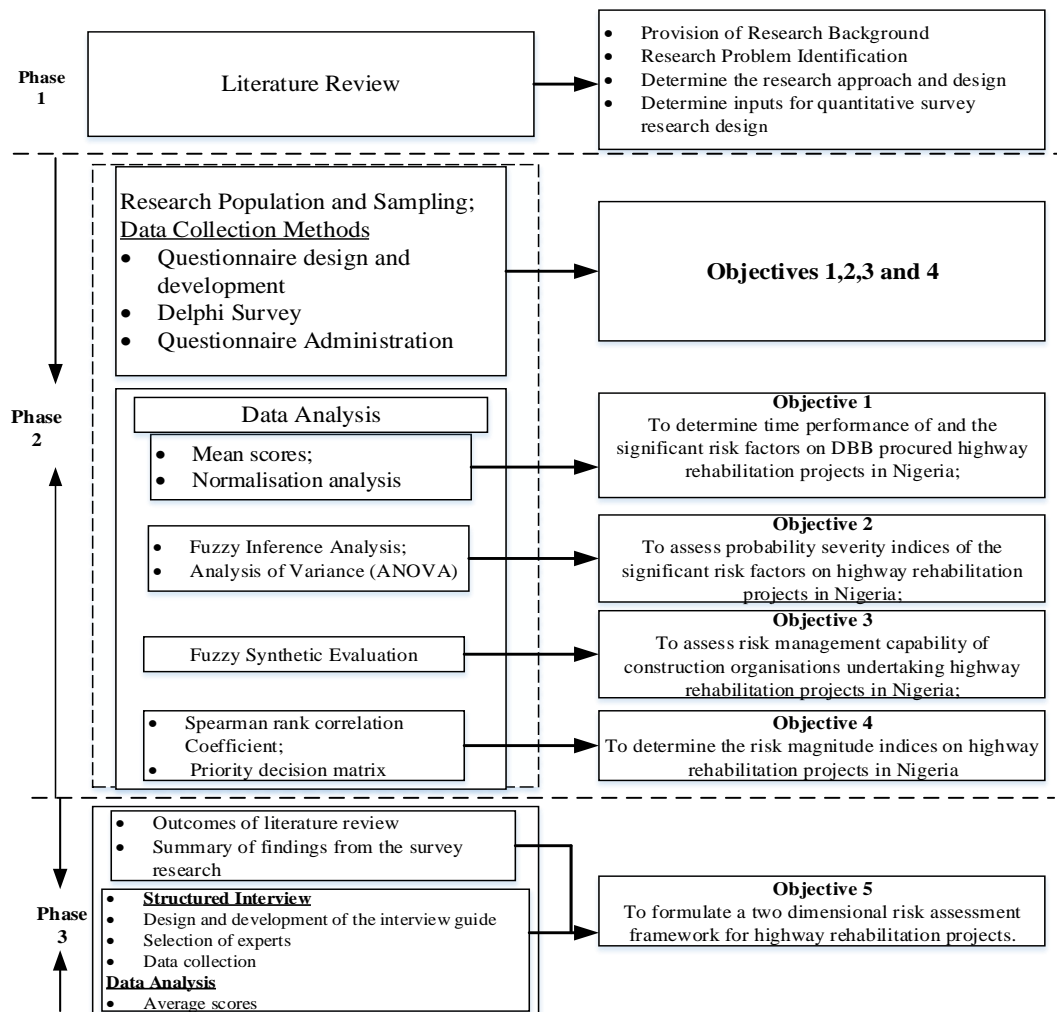 Phase
1
Literature Review
• Provision of Research Background
• Research Problem Identification
• Determine the research approach and design
• Determine inputs for quantitative survey
research design
Phase
2
Research Population and Sampling;
Data Collection Methods
• Questionnaire design and
development
• Delphi Survey
• Questionnaire Administration
Objectives 1,2,3 and 4
Data Analysis
• Mean scores;
• Normalisation analysis
Objective 1
To determine time performance of and the
significant risk factors on DBB procured highway
rehabilitation projects in Nigeria;
• Fuzzy Inference Analysis;
• Analysis of Variance (ANOVA)
Objective 2
To assess probability severity indices of the
significant risk factors on highway rehabilitation
projects in Nigeria;
Fuzzy Synthetic Evaluation
Objective 3
To assess risk management capability of
construction organisations undertaking highway
rehabilitation projects in Nigeria;
• Spearman rank correlation
Coefficient;
• Priority decision matrix
Objective 4
To determine the risk magnitude indices on highway
rehabilitation projects in Nigeria
Phase
3
• Outcomes of literature review
• Summary of findings from the survey
research
• Structured Interview
• Design and development of the interview guide
• Selection of experts
• Data collection
Data Analysis
• Average scores
Objective 5
To formulate a two dimensional risk assessment
framework for highway rehabilitation projects.